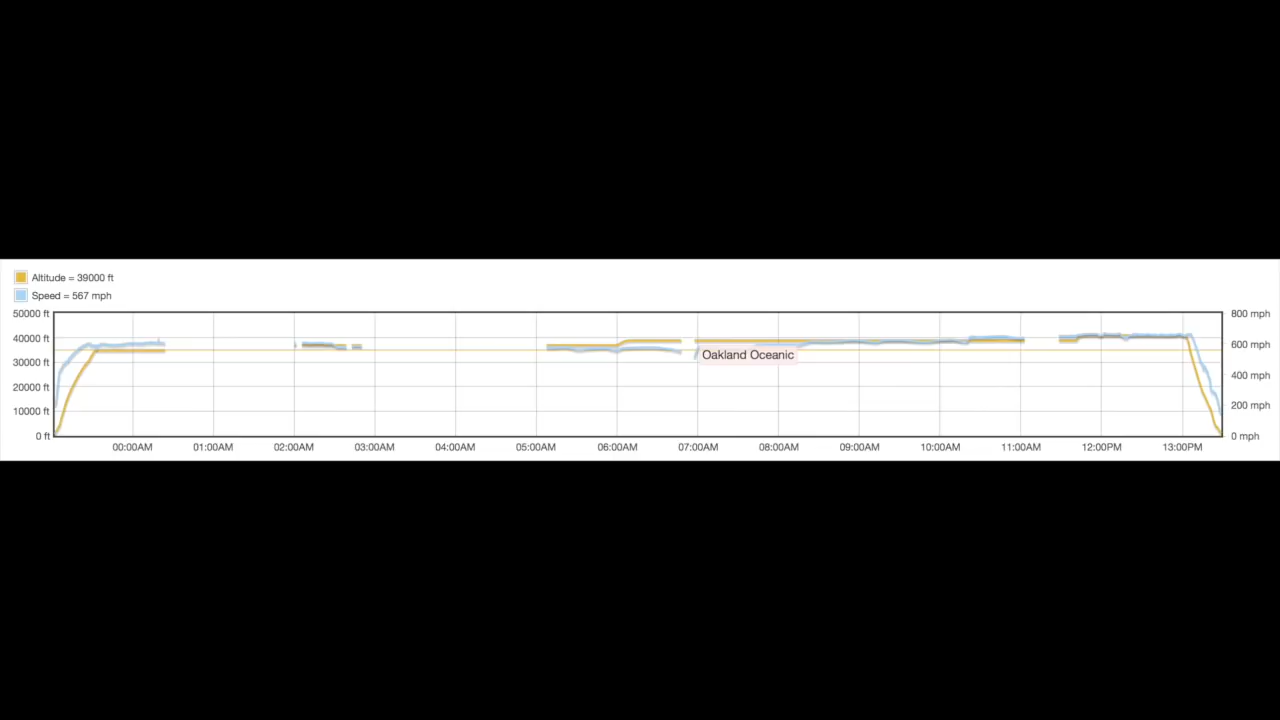 Altitude = 39000 ft
Speed = 567 mph
50000 ft
800 mph
40000 ft
600 mph
30000 ft
400 mph
20000 ft
200 mph
10000 ft
0 ft
0 mph
Oakland Oceanic
00:00AM 01:00AM 02:00AM 03:00AM 04:00AM 05:00AM 06:00AM 07:00AM 08:00AM 09:00AM 10:00AM 11:00AM 12:00PM 13:00PM